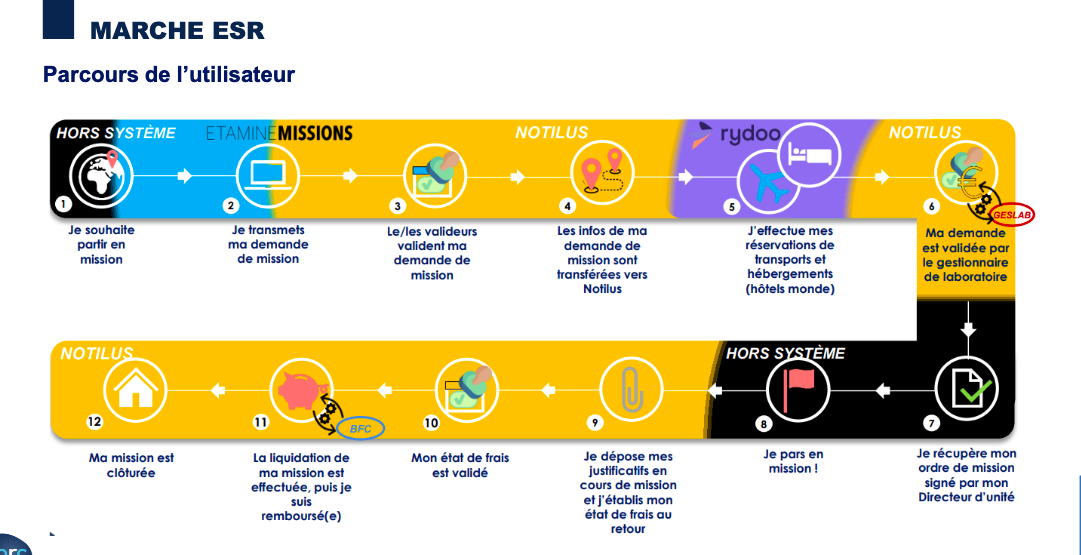 MARCHE ESR
Parcours de l'utilisateur
HORS SYSTÈME
ETAMINEMISSIONS
NOTILUS
rydoo
NOTILUS
1
2
3
4
5
6
GESLAB
Je souhaite
partir en
mission
Je transmets
ma demande
de mission
Le/les valideurs
valident ma
demande de
mission
Les infos de ma
demande de
mission sont
transférées vers
Notilus
J'effectue mes
réservations de
transports et
hébergements
(hôtels monde)
Ma demande
est validée par
le gestionnaire
de laboratoire
NOTILUS
HORS SYSTÈME
12
11
BFC
10
9
8
7
Ma mission est
clôturée
La liquidation de
ma mission est
effectuée, puis je
suis
remboursé(e)
Mon état de frais
est validé
Je dépose mes
justificatifs en
cours de mission
et j'établis mon
état de frais au
retour
Je pars en
mission !
Je récupère mon
ordre de mission
signé par mon
Directeur d'unité